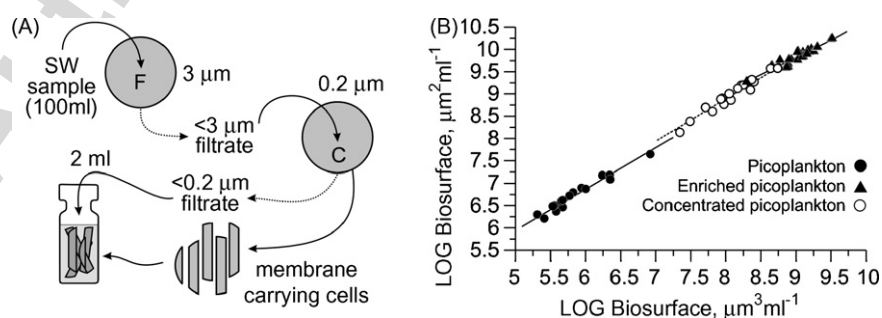 (A)
SW
sample
(100ml)
F
3 μm
0.2 μm
<3 μm
filtrate
C
2 ml
<0.2 μm
filtrate
membrane
carrying cells
(B)
LOG Biosurface, μm²ml⁻¹
10.5
10
9.5
9
8.5
8
7.5
7
6.5
6
5.5
Picoplankton
Enriched picoplankton
Concentrated picoplankton
5 5.5 6 6.5 7 7.5 8 8.5 9 9.5 10
LOG Biosurface, μm³ml⁻¹